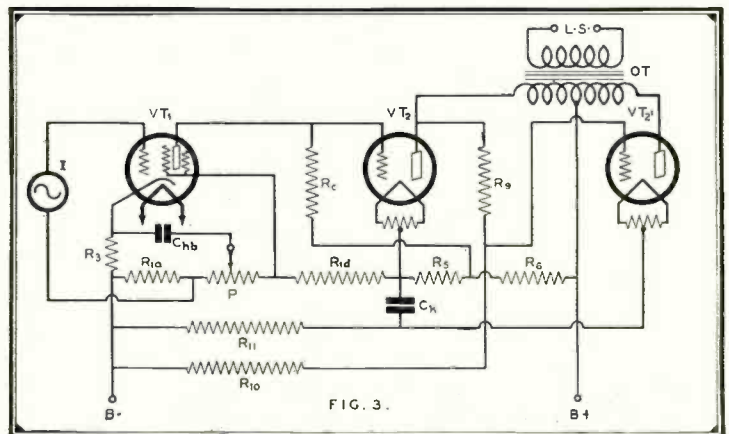 L.S.
OT
VT1
VT2
VT2'
I
Rc
R9
R3
Chb
R1a
P
R1d
R5
R6
CK
R11
R10
B-
FIG. 3.
B+